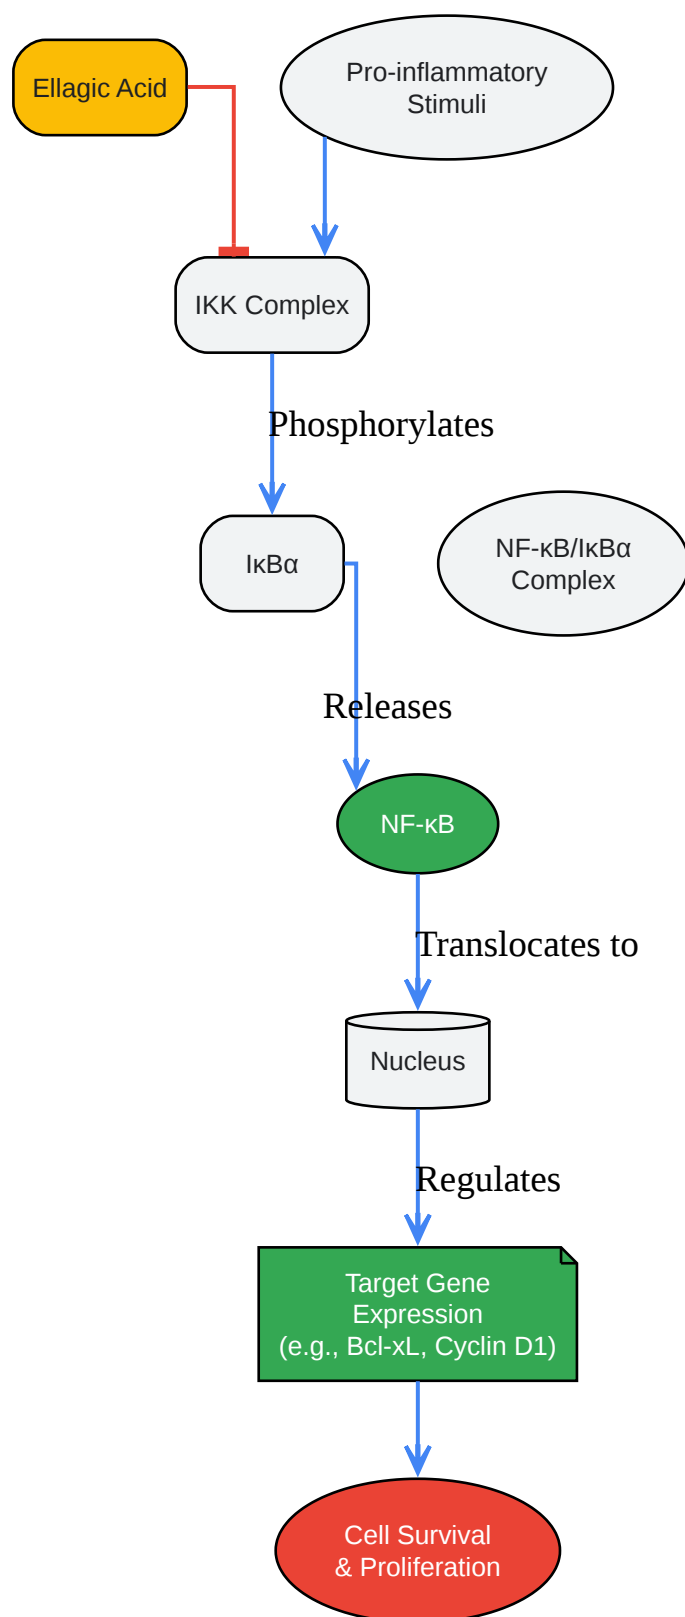 Ellagic Acid
Pro-inflammatory
Stimuli
IKK Complex
Phosphorylates
IκBα
NF-κB/IκBα
Complex
Releases
NF-κB
Translocates to
Nucleus
Regulates
Target Gene
Expression
(e.g., Bcl-xL, Cyclin D1)
Cell Survival
& Proliferation